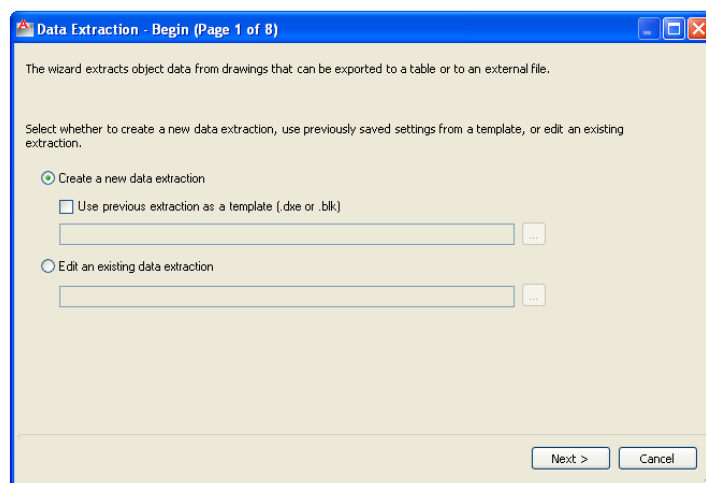 Data Extraction - Begin (Page 1 of 8)
The wizard extracts object data from drawings that can be exported to a table or to an external file.
Select whether to create a new data extraction, use previously saved settings from a template, or edit an existing
extraction.
Create a new data extraction
Use previous extraction as a template (.dxe or .blk)
...
Edit an existing data extraction
...
Next >
Cancel